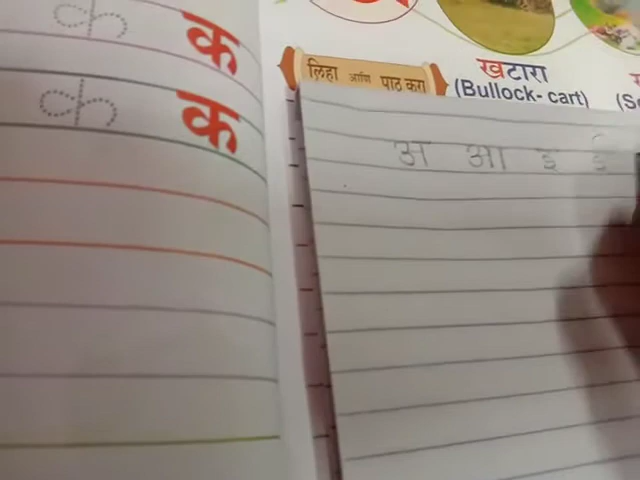 क क
क क
लिहा आणि पाठ करा
खटारा
(Bullock- cart)
अ आ इ ई